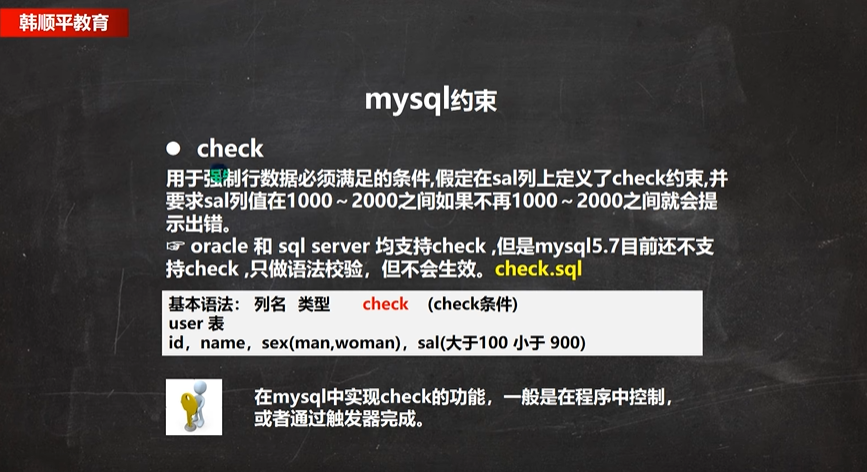 韩顺平教育
mysql约束
● check
用于强制行数据必须满足的条件,假定在sal列上定义了check约束,并
要求sal列值在1000～2000之间如果不再1000～2000之间就会提
示出错。
☞ oracle 和 sql server 均支持check ,但是mysql5.7目前还不支
持check ,只做语法校验，但不会生效。check.sql
基本语法： 列名 类型 check (check条件)
user 表
id，name，sex(man,woman)，sal(大于100 小于 900)
在mysql中实现check的功能，一般是在程序中控制，
或者通过触发器完成。